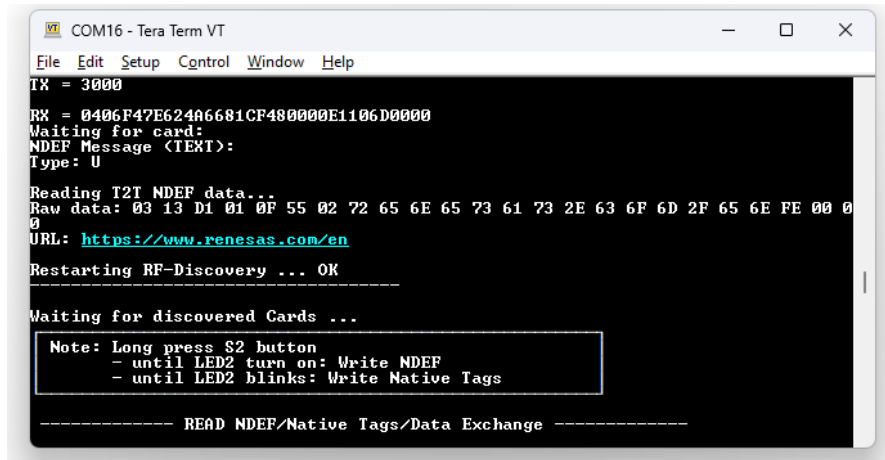 COM16 - Tera Term VT
File Edit Setup Control Window Help
TX = 3000
RX = 0406F47E624A6681CF480000E1106D0000
Waiting for card:
NDEF Message (TEXT):
Type: U
Reading T2T NDEF data...
Raw data: 03 13 D1 01 0F 55 02 72 65 6E 65 73 61 73 2E 63 6F 6D 2F 65 6E FE 00 0
0
URL: https://www.renesas.com/en
Restarting RF-Discovery ... OK
-------------------------------------
Waiting for discovered Cards ...
Note: Long press S2 button
- until LED2 turn on: Write NDEF
- until LED2 blinks: Write Native Tags
------------- READ NDEF/Native Tags/Data Exchange -------------